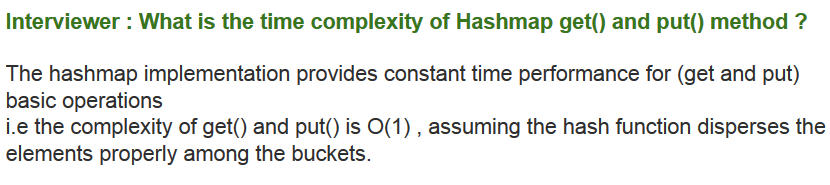 Interviewer : What is the time complexity of Hashmap get() and put() method ?
The hashmap implementation provides constant time performance for (get and put)
basic operations
i.e the complexity of get() and put() is O(1) , assuming the hash function disperses the
elements properly among the buckets.